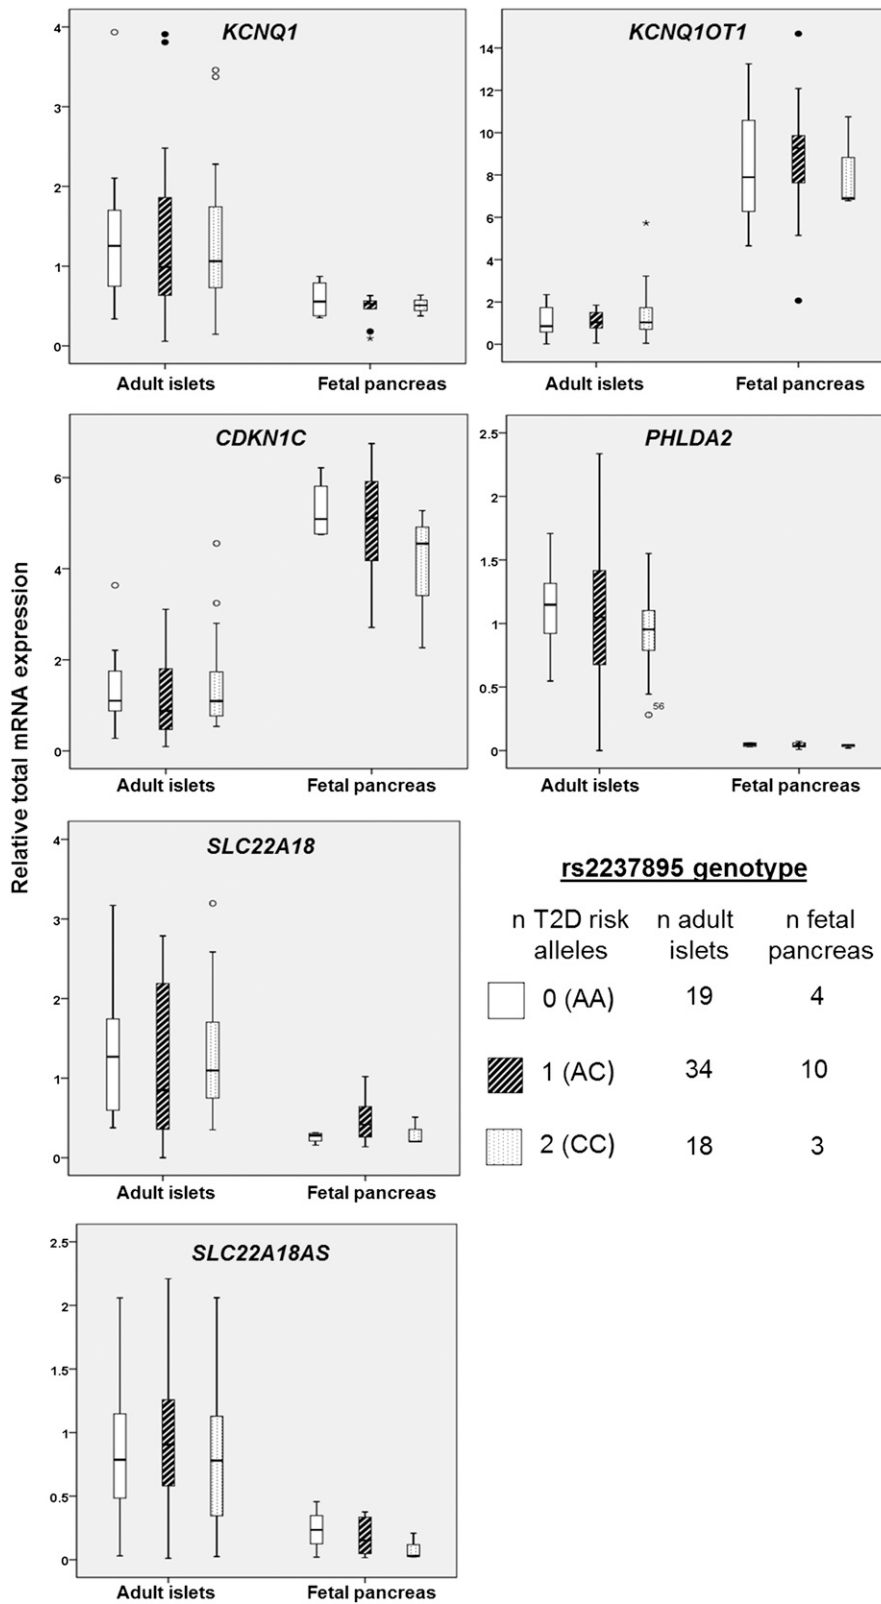 Relative total mRNA expression
KCNQ1
4
3
2
1
0
Adult islets Fetal pancreas
KCNQ1OT1
14
12
10
8
6
4
2
0
*
Adult islets Fetal pancreas
CDKN1C
6
4
2
0
Adult islets Fetal pancreas
PHLDA2
2.5
2
1.5
1
0.5
0
56
Adult islets Fetal pancreas
SLC22A18
4
3
2
1
0
Adult islets Fetal pancreas
rs2237895 genotype
n T2D risk n adult n fetal
alleles islets pancreas
0 (AA) 19 4
1 (AC) 34 10
2 (CC) 18 3
SLC22A18AS
2.5
2
1.5
1
0.5
0
Adult islets Fetal pancreas